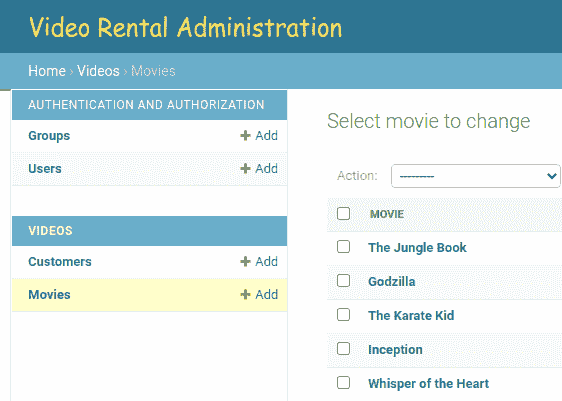 Video Rental Administration
Home › Videos › Movies
AUTHENTICATION AND AUTHORIZATION
Groups + Add
Users + Add
VIDEOS
Customers + Add
Movies + Add
Select movie to change
Action: ---------
MOVIE
The Jungle Book
Godzilla
The Karate Kid
Inception
Whisper of the Heart